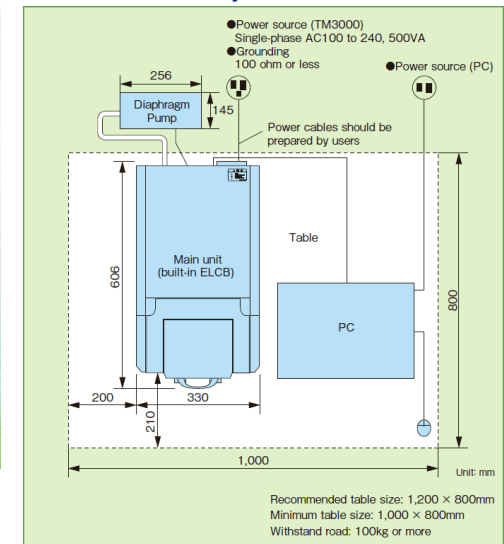 ●Power source (TM3000)
Single-phase AC100 to 240, 500VA
●Grounding
100 ohm or less
●Power source (PC)
256
Diaphragm
Pump
145
Power cables should be
prepared by users
Table
Main unit
(built-in ELCB)
606
PC
800
200
330
210
1,000
Unit: mm
Recommended table size: 1,200 × 800mm
Minimum table size: 1,000 × 800mm
Withstand road: 100kg or more